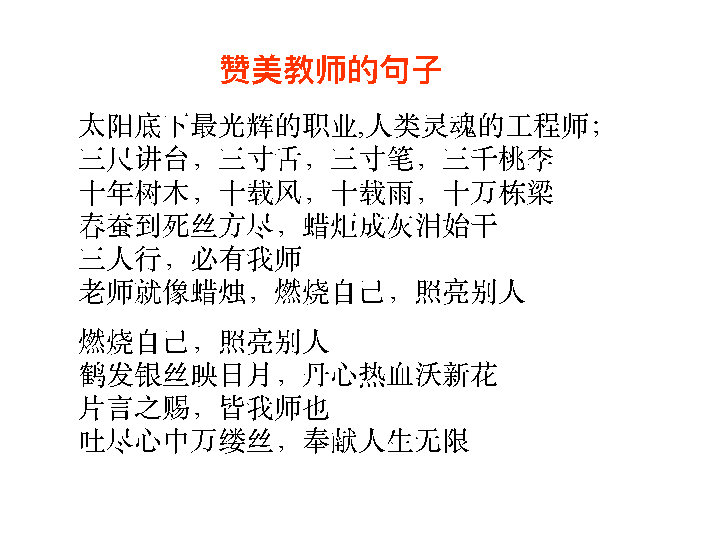 赞美教师的句子
太阳底下最光辉的职业,人类灵魂的工程师；
三尺讲台，三寸舌，三寸笔，三千桃李
十年树木，十载风，十载雨，十万栋梁
春蚕到死丝方尽，蜡炬成灰泪始干
三人行，必有我师
老师就像蜡烛，燃烧自己，照亮别人
燃烧自己，照亮别人
鹤发银丝映日月，丹心热血沃新花
片言之赐，皆我师也
吐尽心中万缕丝，奉献人生无限